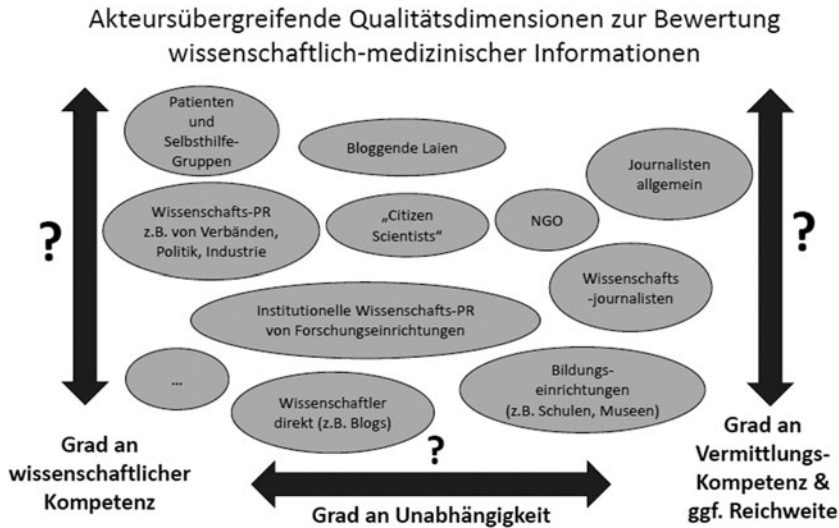 Akteursübergreifende Qualitätsdimensionen zur Bewertung
wissenschaftlich-medizinischer Informationen
Patienten
und
Selbsthilfe-
Gruppen
Bloggende Laien
Journalisten
allgemein
?
Wissenschafts-PR
z.B. von Verbänden,
Politik, Industrie
„Citizen
Scientists“
NGO
?
Wissenschafts
-journalisten
Institutionelle Wissenschafts-PR
von Forschungseinrichtungen
...
Wissenschaftler
direkt (z.B. Blogs)
Bildungs-
einrichtungen
(z.B. Schulen, Museen)
Grad an
wissenschaftlicher
Kompetenz
?
Grad an Unabhängigkeit
Grad an
Vermittlungs-
Kompetenz &
ggf. Reichweite